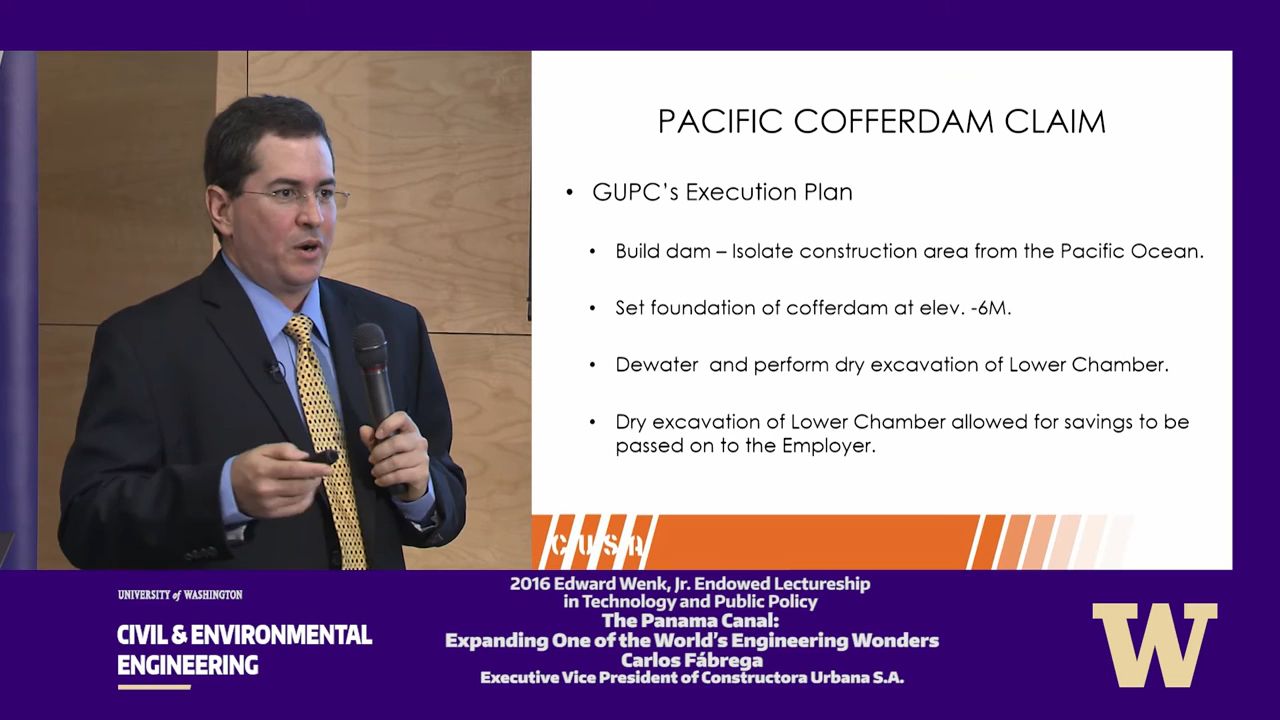 PACIFIC COFFERDAM CLAIM
• GUPC's Execution Plan
• Build dam – Isolate construction area from the Pacific Ocean.
• Set foundation of cofferdam at elev. -6M.
• Dewater and perform dry excavation of Lower Chamber.
• Dry excavation of Lower Chamber allowed for savings to be
passed on to the Employer.
CUSA
UNIVERSITY of WASHINGTON
CIVIL & ENVIRONMENTAL
ENGINEERING
2016 Edward Wenk, Jr. Endowed Lectureship
in Technology and Public Policy
The Panama Canal:
Expanding One of the World's Engineering Wonders
Carlos Fábrega
Executive Vice President of Constructora Urbana S.A.
W